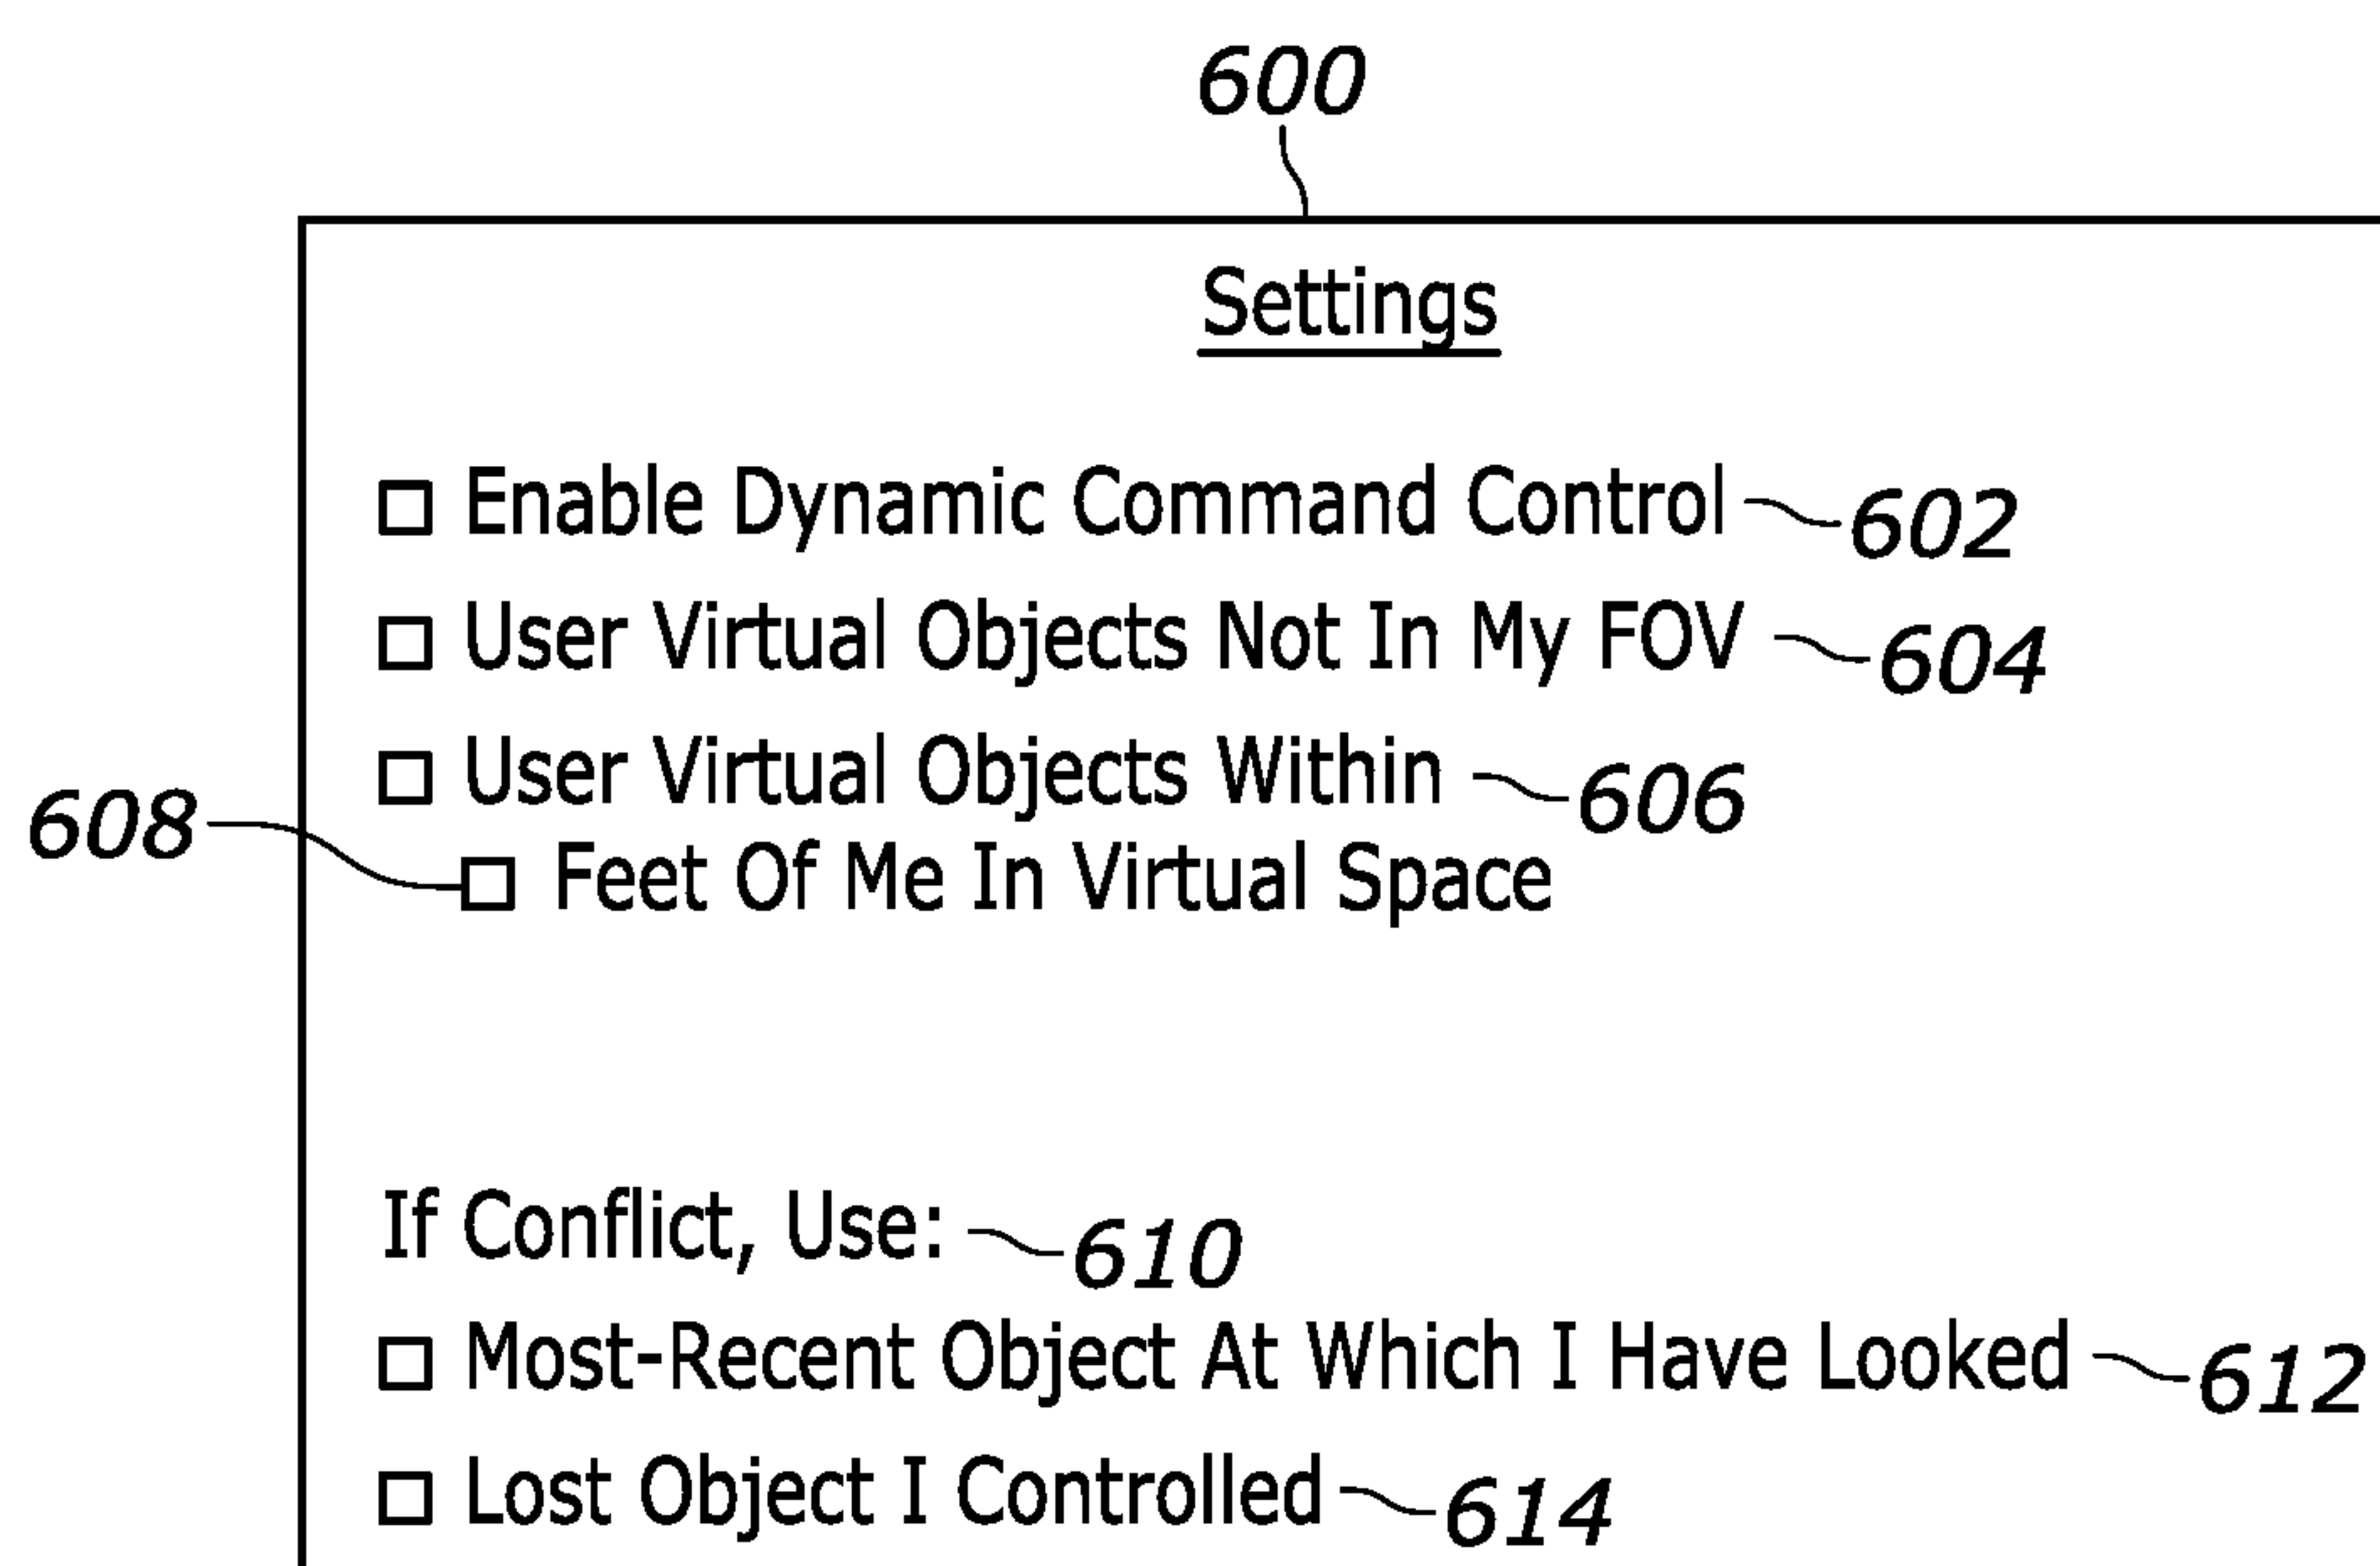 600
Settings
Enable Dynamic Command Control 602
User Virtual Objects Not In My FOV 604
User Virtual Objects Within 606
608 Feet Of Me In Virtual Space
If Conflict, Use: 610
Most-Recent Object At Which I Have Looked 612
Lost Object I Controlled 614